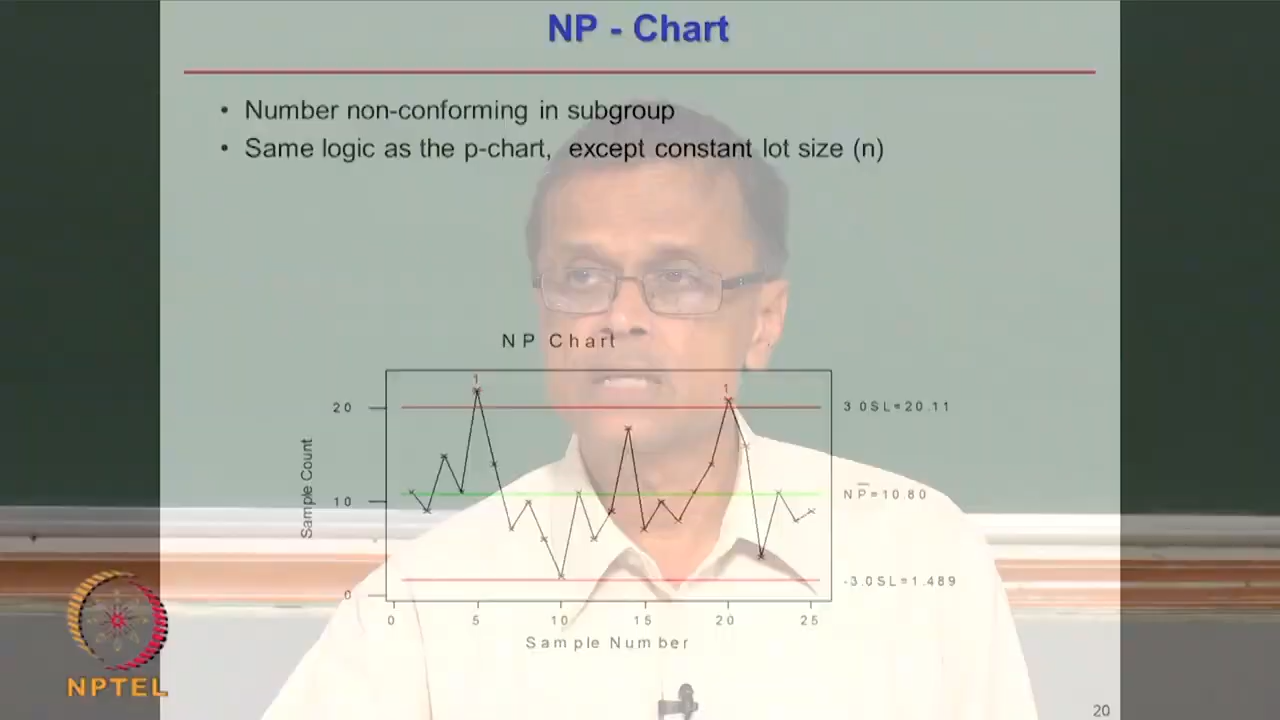 NP - Chart
• Number non-conforming in subgroup
• Same logic as the p-chart, except constant lot size (n)
NP Chart
1
1
20
3 0SL=20.11
Sample Count
10
NP=10.80
0
-3.0SL=1.489
0 5 10 15 20 25
Sample Number
NPTEL
20